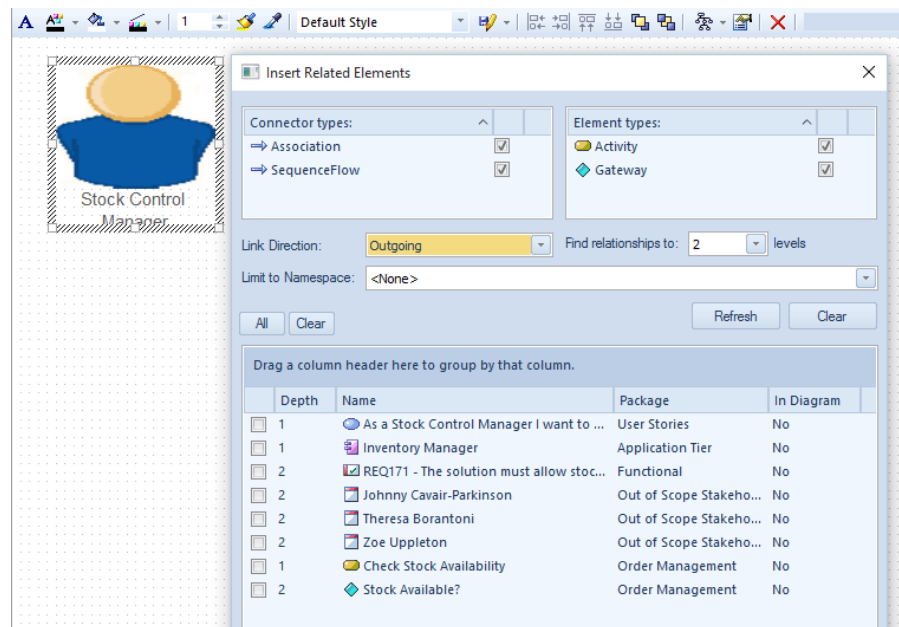 A 1 Default Style
Insert Related Elements
Stock Control
Manager
Connector types: Element types:
Association Activity
SequenceFlow Gateway
Link Direction: Outgoing Find relationships to: 2 levels
Limit to Namespace: <None>
All Clear Refresh Clear
Drag a column header here to group by that column.
Depth Name Package In Diagram
1 As a Stock Control Manager I want to ... User Stories No
1 Inventory Manager Application Tier No
2 REQ171 - The solution must allow stoc... Functional No
2 Johnny Cavair-Parkinson Out of Scope Stakeho... No
2 Theresa Borantoni Out of Scope Stakeho... No
2 Zoe Uppleton Out of Scope Stakeho... No
1 Check Stock Availability Order Management No
2 Stock Available? Order Management No